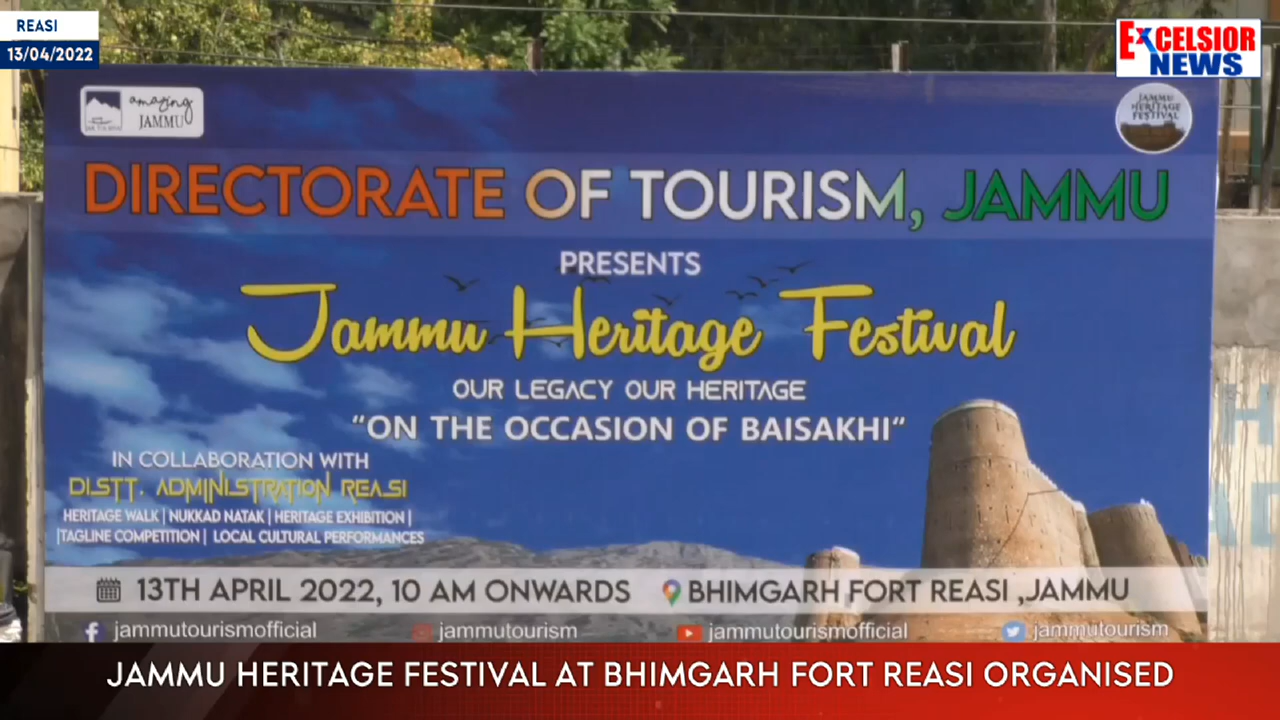 REASI
13/04/2022
EXCELSIOR
NEWS
amazing
JAMMU
JAMMU
HERITAGE
FESTIVAL
DIRECTORATE OF TOURISM, JAMMU
PRESENTS
Jammu Heritage Festival
OUR LEGACY OUR HERITAGE
"ON THE OCCASION OF BAISAKHI"
IN COLLABORATION WITH
DISTT. ADMINISTRATION REASI
HERITAGE WALK | NUKKAD NATAK | HERITAGE EXHIBITION |
|TAGLINE COMPETITION | LOCAL CULTURAL PERFORMANCES
13TH APRIL 2022, 10 AM ONWARDS BHIMGARH FORT REASI ,JAMMU
jammutourismofficial jammutourism jammutourismofficial jammutourism
JAMMU HERITAGE FESTIVAL AT BHIMGARH FORT REASI ORGANISED